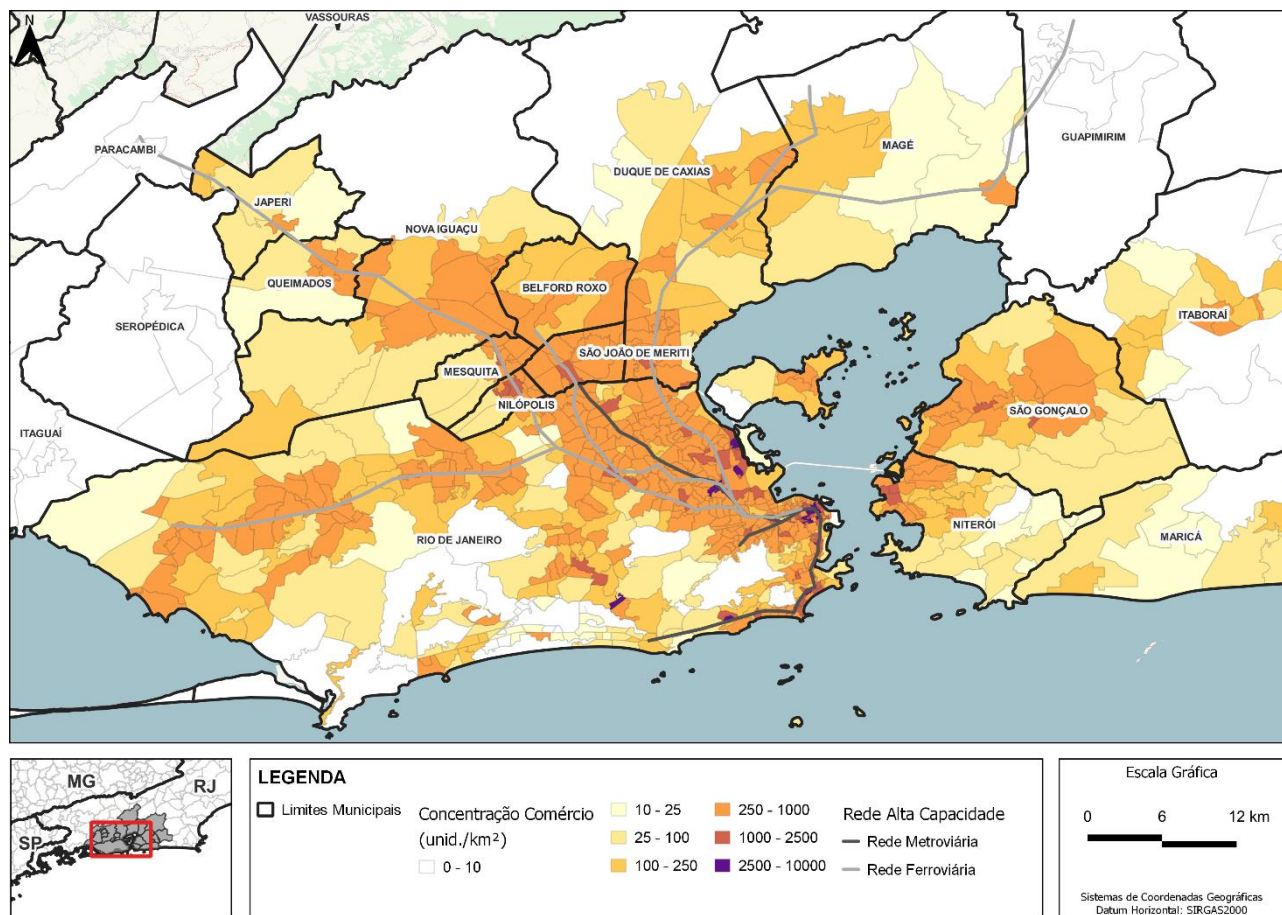 N
VASSOURAS
PARACAMBI
GUAPIMIRIM
MAGÉ
DUQUE DE CAXIAS
JAPERI
NOVA IGUAÇU
QUEIMADOS
BELFORD ROXO
ITABORAÍ
SEROPÉDICA
SÃO JOÃO DE MERITI
MESQUITA
NILÓPOLIS
SÃO GONÇALO
ITAGUAÍ
NITERÓI
MARICÁ
RIO DE JANEIRO
MG
RJ
SP
LEGENDA
Limites Municipais
Concentração Comércio
(unid./km²)
0 - 10
10 - 25
25 - 100
100 - 250
250 - 1000
1000 - 2500
2500 - 10000
Rede Alta Capacidade
Rede Metroviária
Rede Ferroviária
Escala Gráfica
0 6 12 km
Sistemas de Coordenadas Geográficas
Datum Horizontal: SIRGAS2000